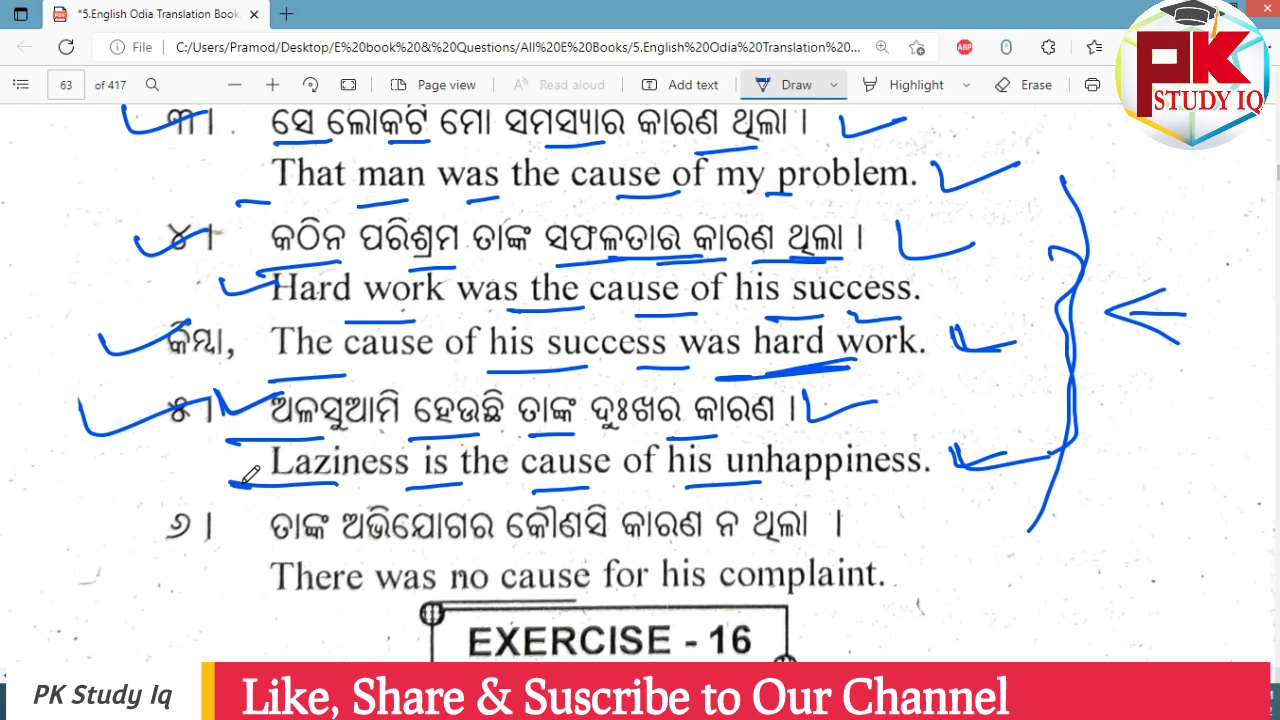 *5.English Odia Translation Book
File
C:/Users/Pramod/Desktop/E%20book%20&%20Questions/All%20E%20Books/5.English%20Odia%20Translation%20...
ABP
63 of 417
Page view
Read aloud
Add text
Draw
Highlight
Erase
PK
STUDY IQ
୩। ସେ ଲୋକଟି ମୋ ସମସ୍ୟାର କାରଣ ଥିଲା ।
That man was the cause of my problem.
୪। କଠିନ ପରିଶ୍ରମ ତାଙ୍କ ସଫଳତାର କାରଣ ଥିଲା ।
Hard work was the cause of his success.
କିମ୍ବା, The cause of his success was hard work.
୫। ଅଳସୁଆମି ହେଉଛି ତାଙ୍କ ଦୁଃଖର କାରଣ ।
Laziness is the cause of his unhappiness.
୬। ତାଙ୍କ ଅଭିଯୋଗର କୌଣସି କାରଣ ନ ଥିଲା ।
There was no cause for his complaint.
EXERCISE - 16
PK Study Iq
Like, Share & Suscribe to Our Channel